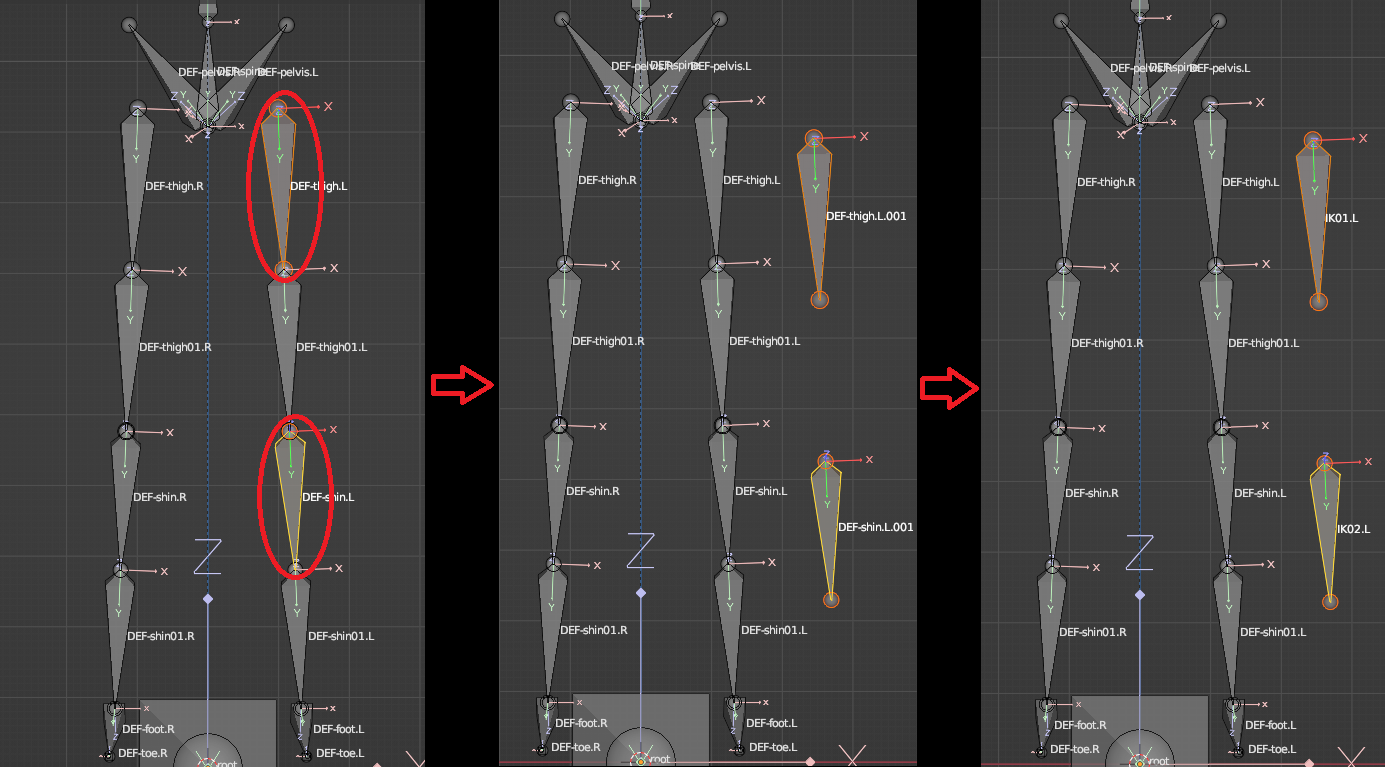 x
DEF-pelvis.R DEF-spine DEF-pelvis.L
Z Y Y Z
X
X
Y
Y
X
X
Z
DEF-thigh.R
DEF-thigh.L
X
X
Y
Y
DEF-thigh01.R
DEF-thigh01.L
X
X
Y
Y
DEF-shin.R
DEF-shin.L
Z
X
X
Y
Y
DEF-shin01.R
DEF-shin01.L
x
x
DEF-foot.R
DEF-foot.L
Z
Z
DEF-toe.R
DEF-toe.L
x
DEF-pelvis.R DEF-spine DEF-pelvis.L
Z Y Y Z
X
X
x
Z
Y
Y
X
Y
DEF-thigh.R
DEF-thigh.L
DEF-thigh.L.001
X
X
Y
Y
DEF-thigh01.R
DEF-thigh01.L
X
X
Z
X
Y
Y
Y
DEF-shin.R
DEF-shin.L
DEF-shin.L.001
Z
X
X
Y
Y
DEF-shin01.R
DEF-shin01.L
x
x
DEF-foot.R
DEF-foot.L
Z
Z
DEF-toe.R
DEF-toe.L
root
X
x
DEF-pelvis.R DEF-spine DEF-pelvis.L
Z Y Y Z
X
x
x
Z
Y
Y
X
Y
DEF-thigh.R
DEF-thigh.L
IK01.L
X
X
Y
Y
DEF-thigh01.R
DEF-thigh01.L
X
X
Z
X
Y
Y
Y
DEF-shin.R
DEF-shin.L
IK02.L
Z
X
X
Y
Y
DEF-shin01.R
DEF-shin01.L
x
x
DEF-foot.R
DEF-foot.L
Z
Z
DEF-toe.R
DEF-toe.L
root
X